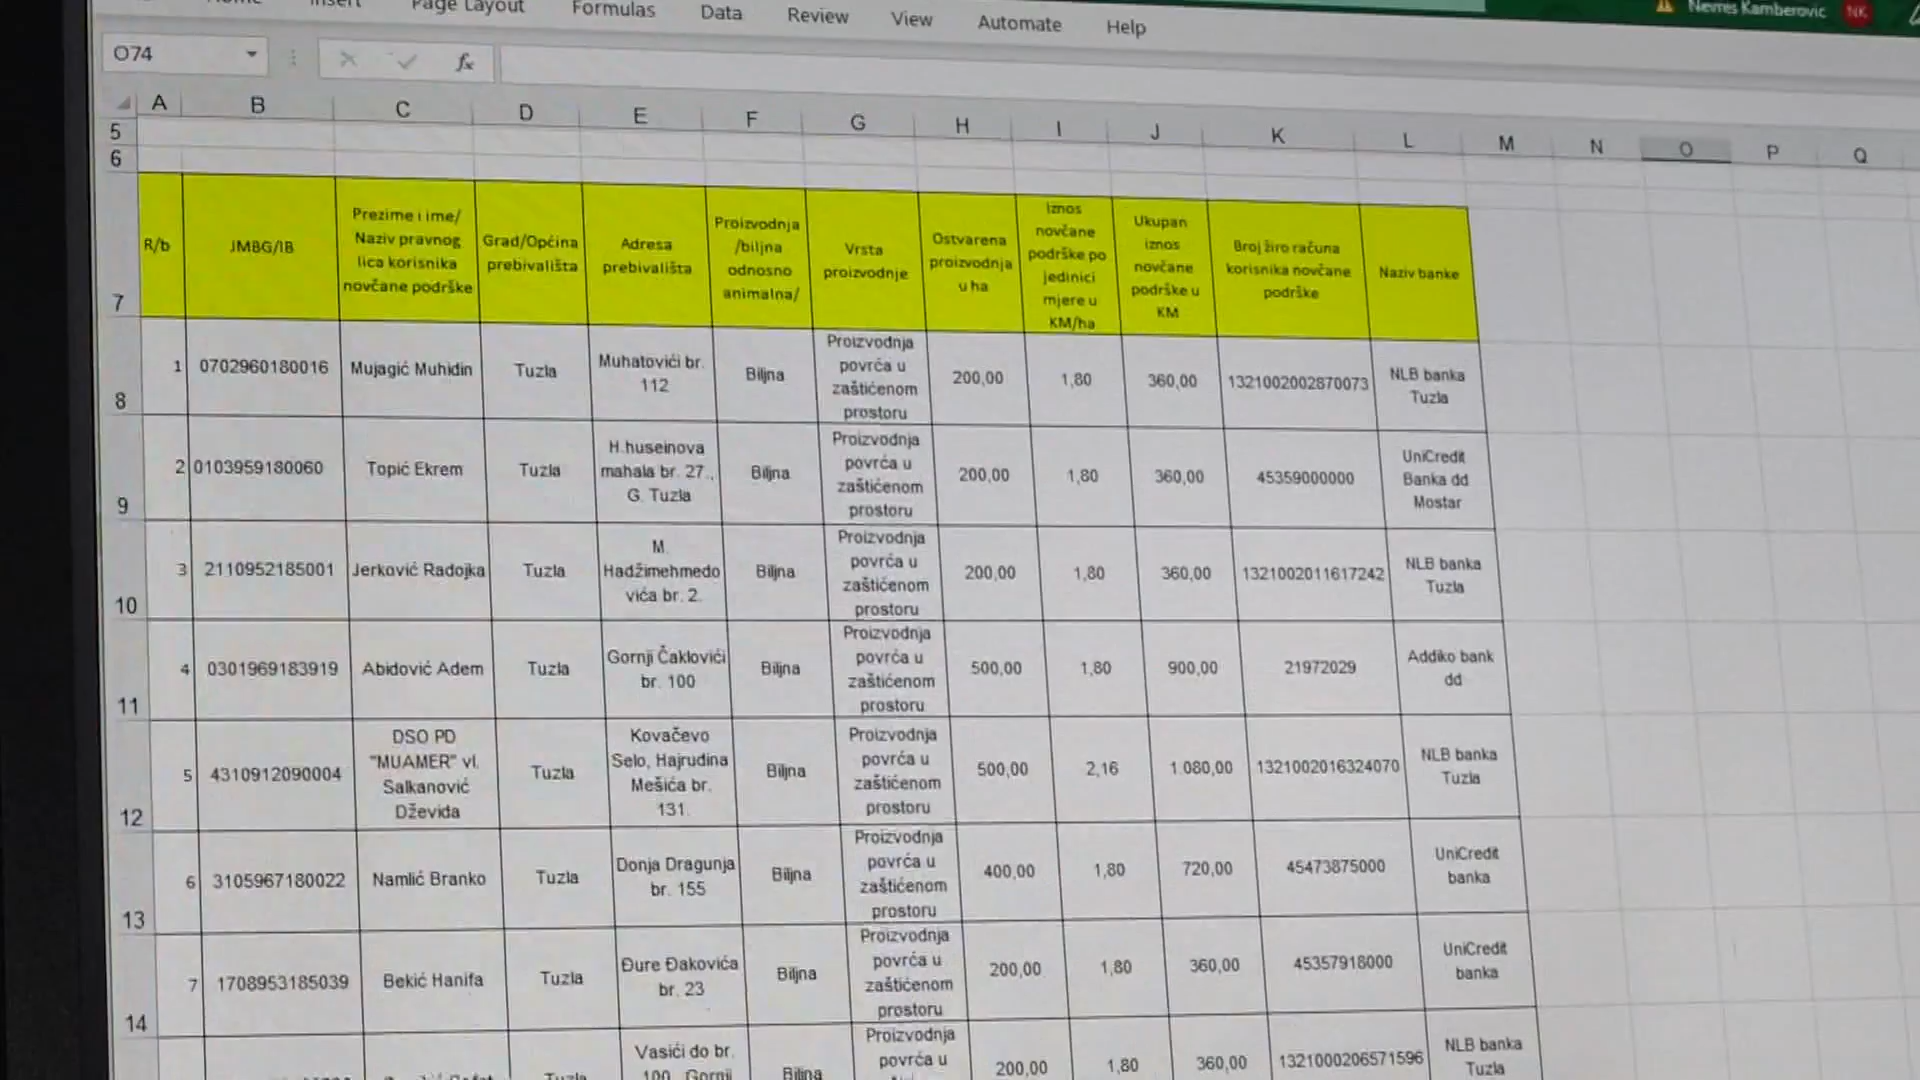 Insert Page Layout Formulas Data Review View Automate Help
Nevres Kamberovic NK
O74
fx
A B C D E F G H I J K L M N O P Q
5
6
7
R/b
JMBG/IB
Prezime i ime/
Naziv pravnog
lica korisnika
novčane podrške
Grad/Općina
prebivališta
Adresa
prebivališta
Proizvodnja
/biljna
odnosno
animalna/
Vrsta
proizvodnje
Ostvarena
proizvodnja
u ha
Iznos
novčane
podrške po
jedinici
mjere u
KM/ha
Ukupan
iznos
novčane
podrške u
KM
Broj žiro računa
korisnika novčane
podrške
Naziv banke
8
1
0702960180016
Mujagić Muhidin
Tuzla
Muhatovići br.
112
Biljna
Proizvodnja
povrća u
zaštićenom
prostoru
200,00
1,80
360,00
1321002002870073
NLB banka
Tuzla
9
2
0103959180060
Topić Ekrem
Tuzla
H.huseinova
mahala br. 27.,
G. Tuzla
Biljna
Proizvodnja
povrća u
zaštićenom
prostoru
200,00
1,80
360,00
45359000000
UniCredit
Banka dd
Mostar
10
3
2110952185001
Jerković Radojka
Tuzla
M.
Hadžimehmedo
vića br. 2.
Biljna
Proizvodnja
povrća u
zaštićenom
prostoru
200,00
1,80
360,00
1321002011617242
NLB banka
Tuzla
11
4
0301969183919
Abidović Adem
Tuzla
Gornji Čaklovići
br. 100
Biljna
Proizvodnja
povrća u
zaštićenom
prostoru
500,00
1,80
900,00
21972029
Addiko bank
dd
12
5
4310912090004
DSO PD
"MUAMER" vl.
Salkanović
Dževida
Tuzla
Kovačevo
Selo, Hajrudina
Mešića br.
131.
Biljna
Proizvodnja
povrća u
zaštićenom
prostoru
500,00
2,16
1.080,00
1321002016324070
NLB banka
Tuzla
13
6
3105967180022
Namlić Branko
Tuzla
Donja Dragunja
br. 155
Biljna
Proizvodnja
povrća u
zaštićenom
prostoru
400,00
1,80
720,00
45473875000
UniCredit
banka
14
7
1708953185039
Bekić Hanifa
Tuzla
Đure Đakovića
br. 23
Biljna
Proizvodnja
povrća u
zaštićenom
prostoru
200,00
1,80
360,00
45357918000
UniCredit
banka
Tuzla
Vasići do br.
100., Gornji
Biljna
Proizvodnja
povrća u
200,00
1,80
360,00
1321000206571596
NLB banka
Tuzla